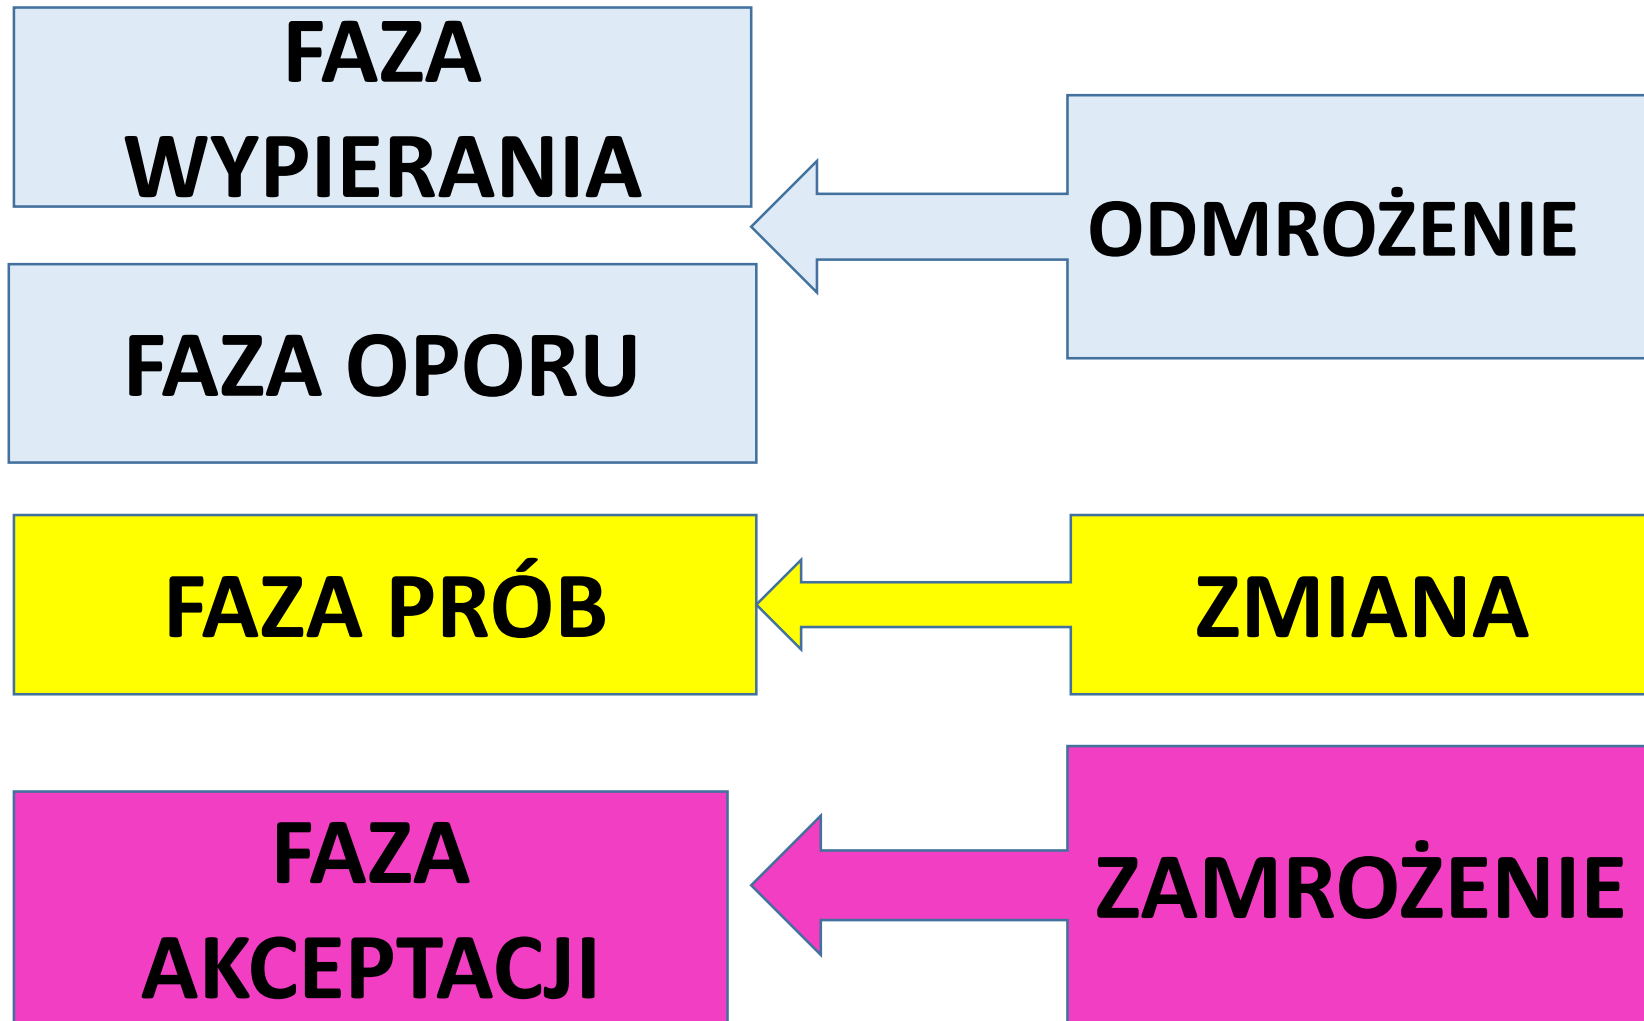 FAZA
WYPIERANIA
ODMROŻENIE
FAZA OPORU
FAZA PRÓB
ZMIANA
FAZA
AKCEPTACJI
ZAMROŻENIE